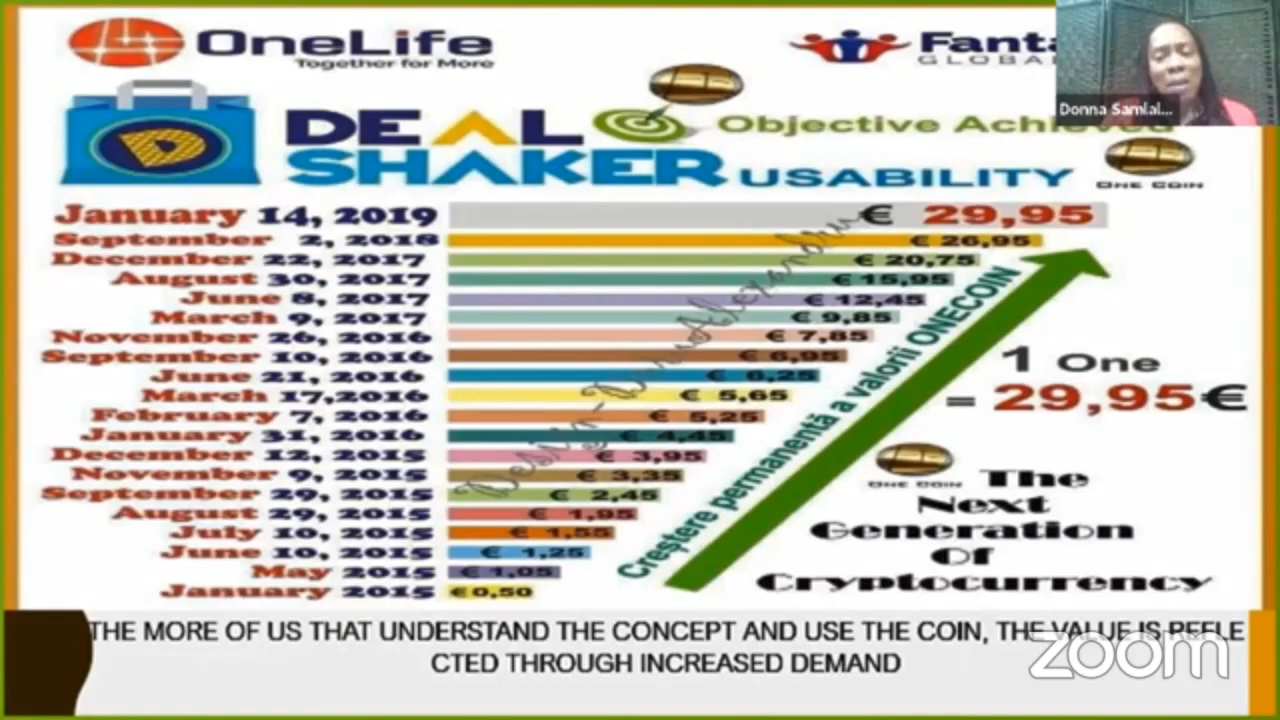 OneLife
Together for More
Fanta
GLOBA
Donna Samlal...
DEAL
SHAKER USABILITY
Objective Achieved
ONE COIN
January 14, 2019 € 29,95
September 2, 2018 € 26,95
December 22, 2017 € 20,75
August 30, 2017 € 15,95
June 8, 2017 € 12,45
March 9, 2017 € 9,85
November 26, 2016 € 7,85
September 10, 2016 € 6,95
June 21, 2016 € 6,25
March 17,2016 € 5,65
February 7, 2016 € 5,25
January 31, 2016 € 4,45
December 12, 2015 € 3,95
November 9, 2015 € 3,35
September 29, 2015 € 2,45
August 29, 2015 € 1,95
July 10, 2015 € 1,55
June 10, 2015 € 1,25
May 2015 € 1,05
January 2015 € 0,50
Creștere permanentă a valorii ONECOIN
1 One
= 29,95€
ONE COIN
The
Next
Generation
Of
Cryptocurrency
THE MORE OF US THAT UNDERSTAND THE CONCEPT AND USE THE COIN, THE VALUE IS REFLE
CTED THROUGH INCREASED DEMAND
zoom